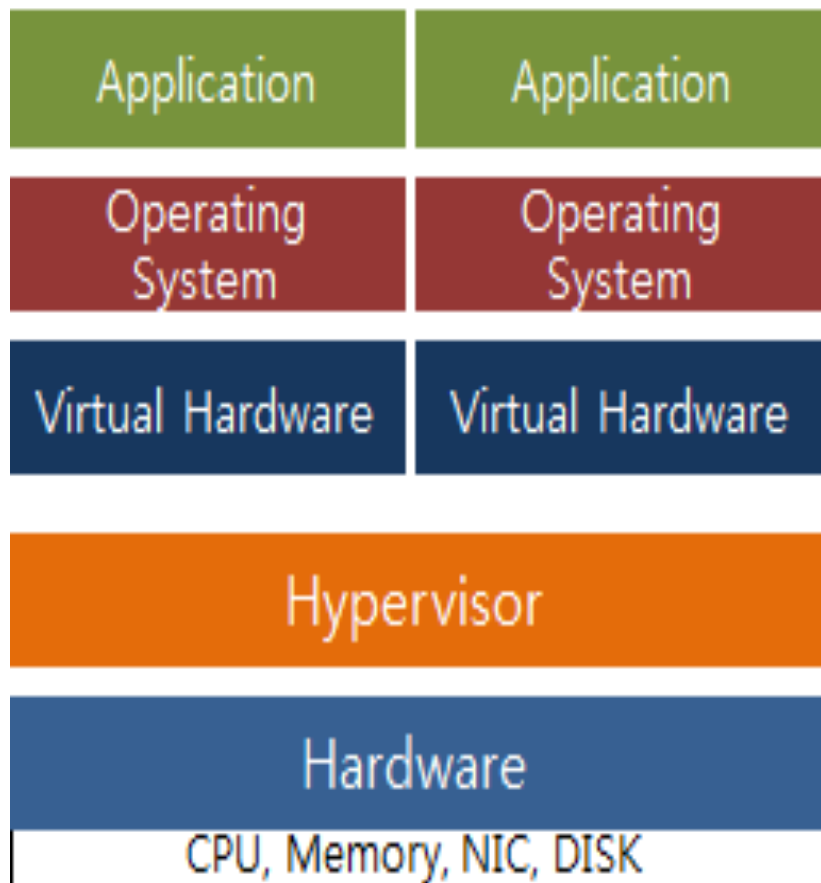 Application Application
Operating System Operating System
Virtual Hardware Virtual Hardware
Hypervisor
Hardware
CPU, Memory, NIC, DISK